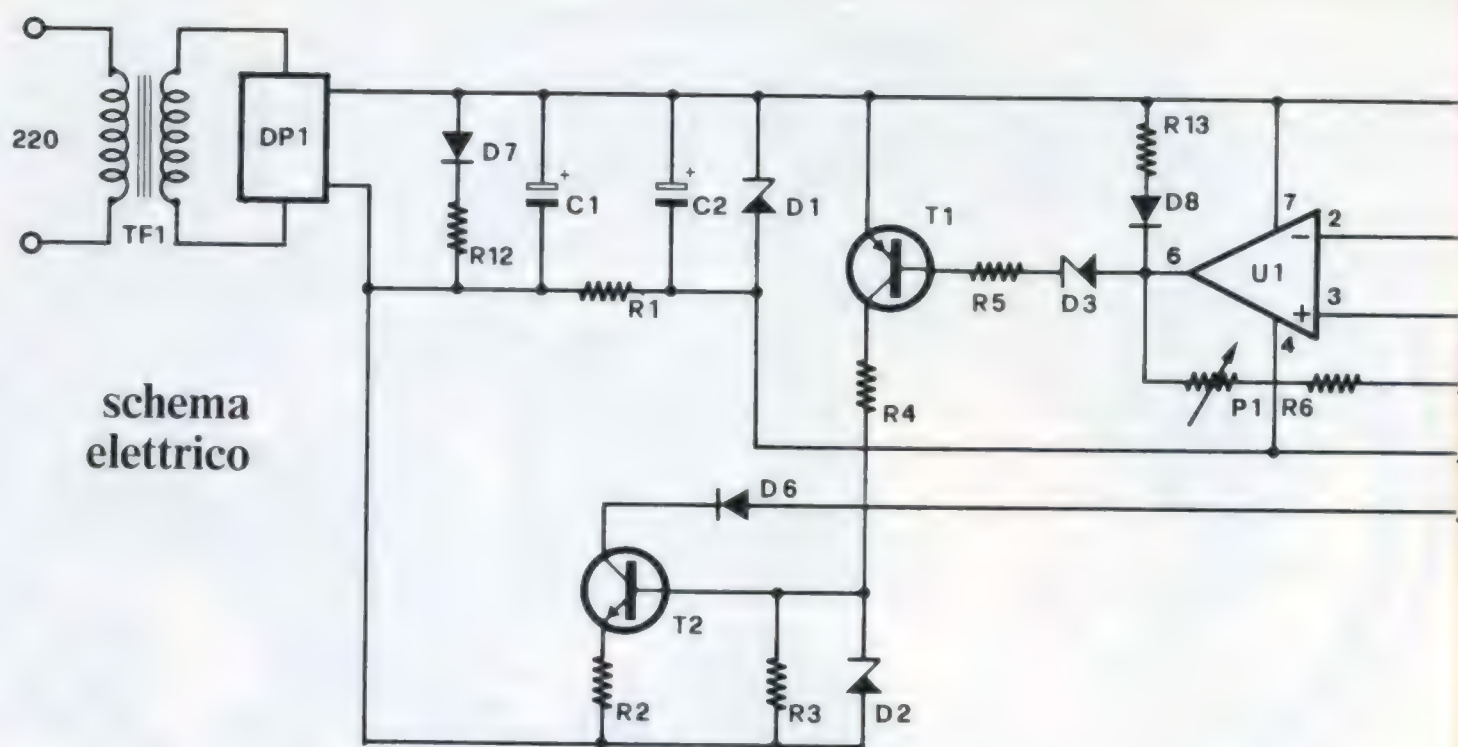 220
TF1
DP1
D7
R12
C1
+
R1
C2
+
D1
T1
R5
D3
R13
D8
6
7
2
-
U1
3
+
4
P1
R6
R4
schema
elettrico
D6
T2
R2
R3
D2